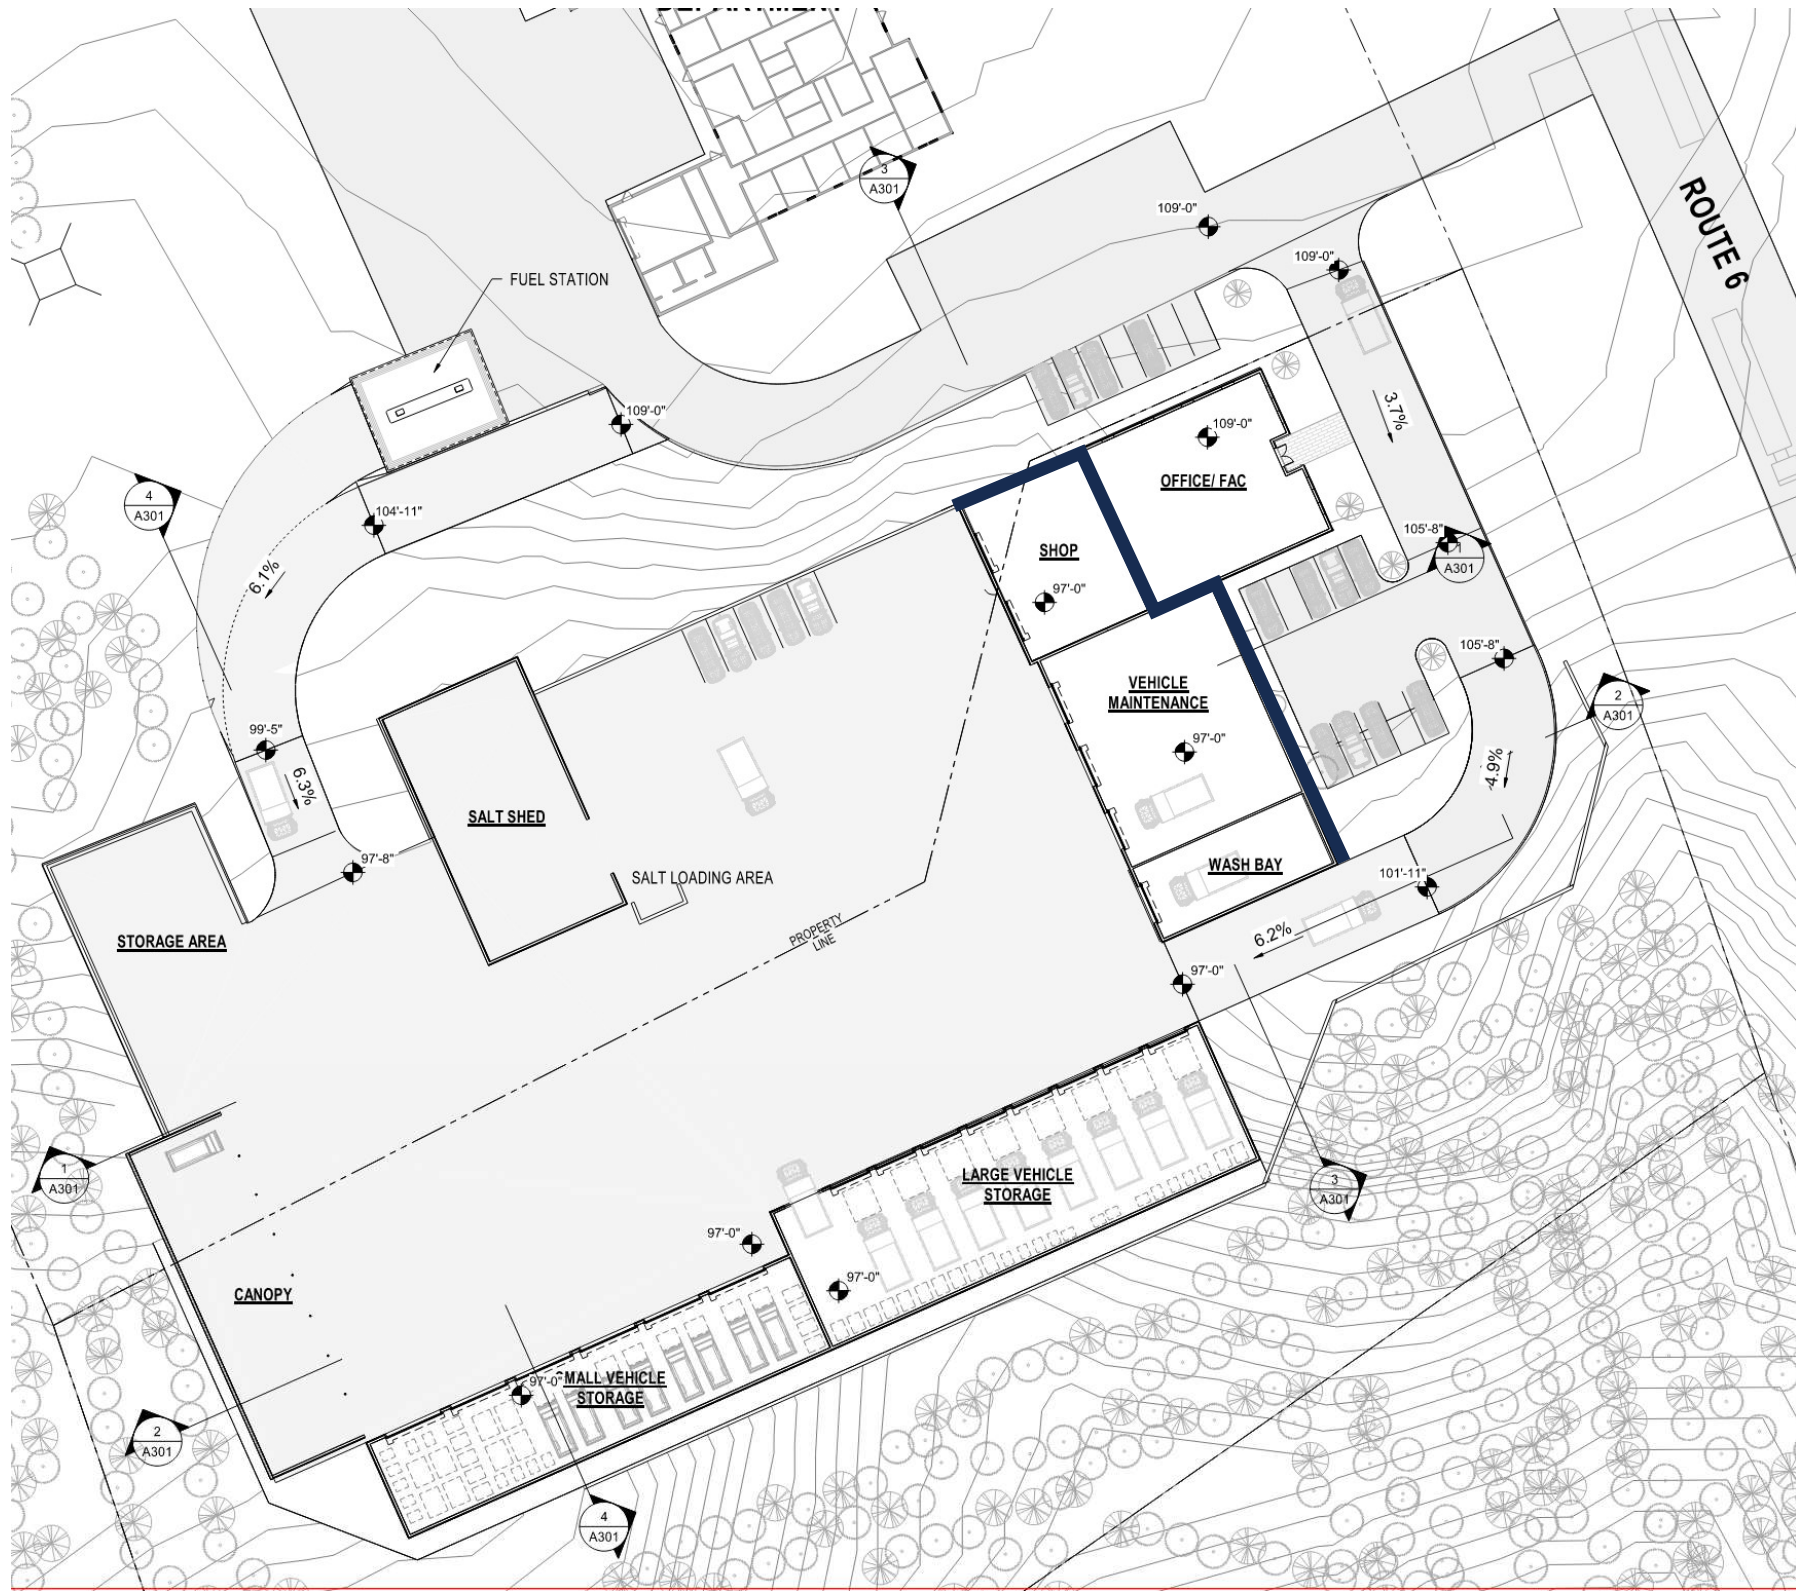 DEPARTMENT
3
A301
ROUTE 6
109'-0"
109'-0"
FUEL STATION
3.7%
109'-0"
109'-0"
OFFICE/ FAC
4
A301
104'-11"
105'-8"
1
A301
SHOP
97'-0"
6.1%
105'-8"
VEHICLE
MAINTENANCE
2
A301
99'-5"
97'-0"
6.3%
4.9%
SALT SHED
97'-8"
SALT LOADING AREA
WASH BAY
101'-11"
STORAGE AREA
PROPERTY
LINE
6.2%
97'-0"
1
A301
LARGE VEHICLE
STORAGE
3
A301
97'-0"
97'-0"
CANOPY
97'-0"
MALL VEHICLE
STORAGE
2
A301
4
A301